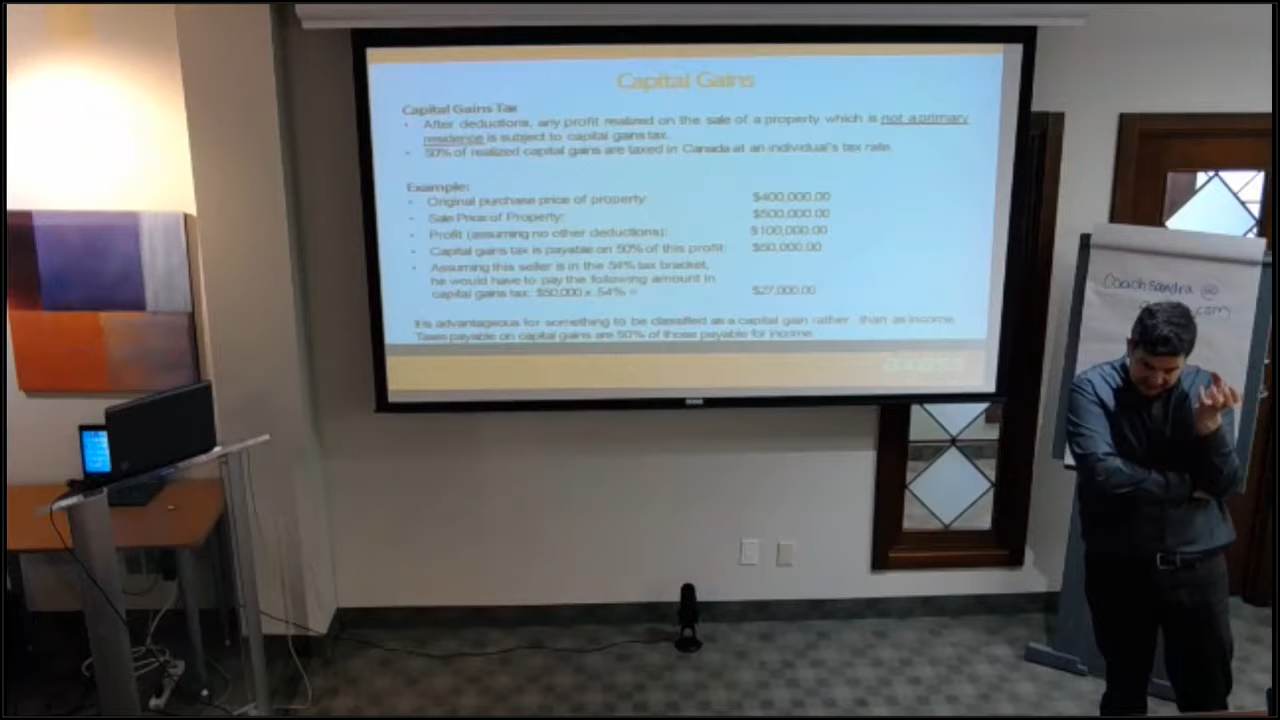 Capital Gains
Capital Gains Tax
After deductions, any profit realized on the sale of a property which is not a primary
residence is subject to capital gains tax.
50% of realized capital gains are taxed in Canada at an individual's tax rate.
Example:
Original purchase price of property: $400,000.00
Sale Price of Property: $500,000.00
Profit (assuming no other deductions): $100,000.00
Capital gains tax is payable on 50% of this profit: $50,000.00
Assuming this seller is in the 54% tax bracket,
he would have to pay the following amount in
capital gains tax: $50,000 x .54% = $27,000.00
It is advantageous for something to be classified as a capital gain rather than as income.
Taxes payable on capital gains are 50% of those payable for income.
Coach sandra @
.com